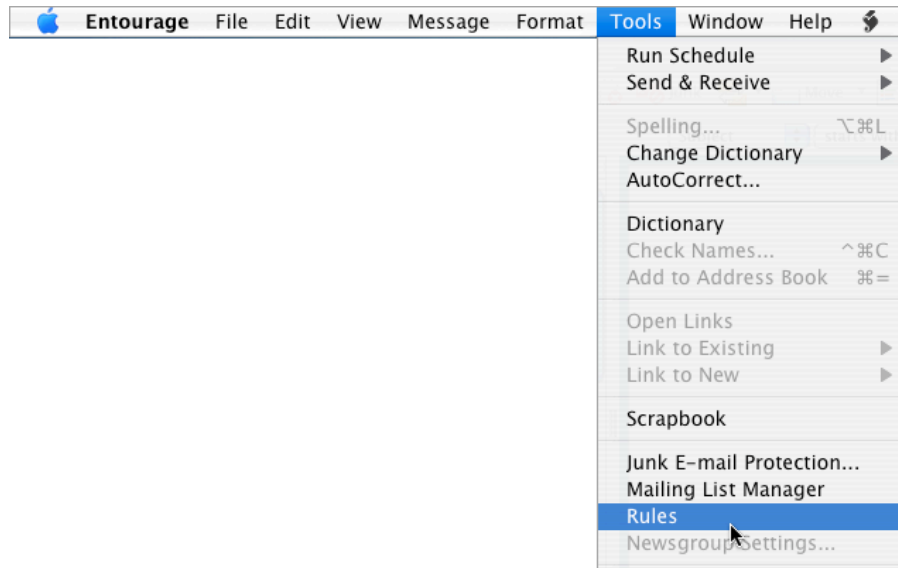 Entourage File Edit View Message Format Tools Window Help
Run Schedule
Send & Receive
Spelling... ⌥⌘L
Change Dictionary
AutoCorrect...
Dictionary
Check Names... ^⌘C
Add to Address Book ⌘=
Open Links
Link to Existing
Link to New
Scrapbook
Junk E-mail Protection...
Mailing List Manager
Rules
Newsgroup Settings...